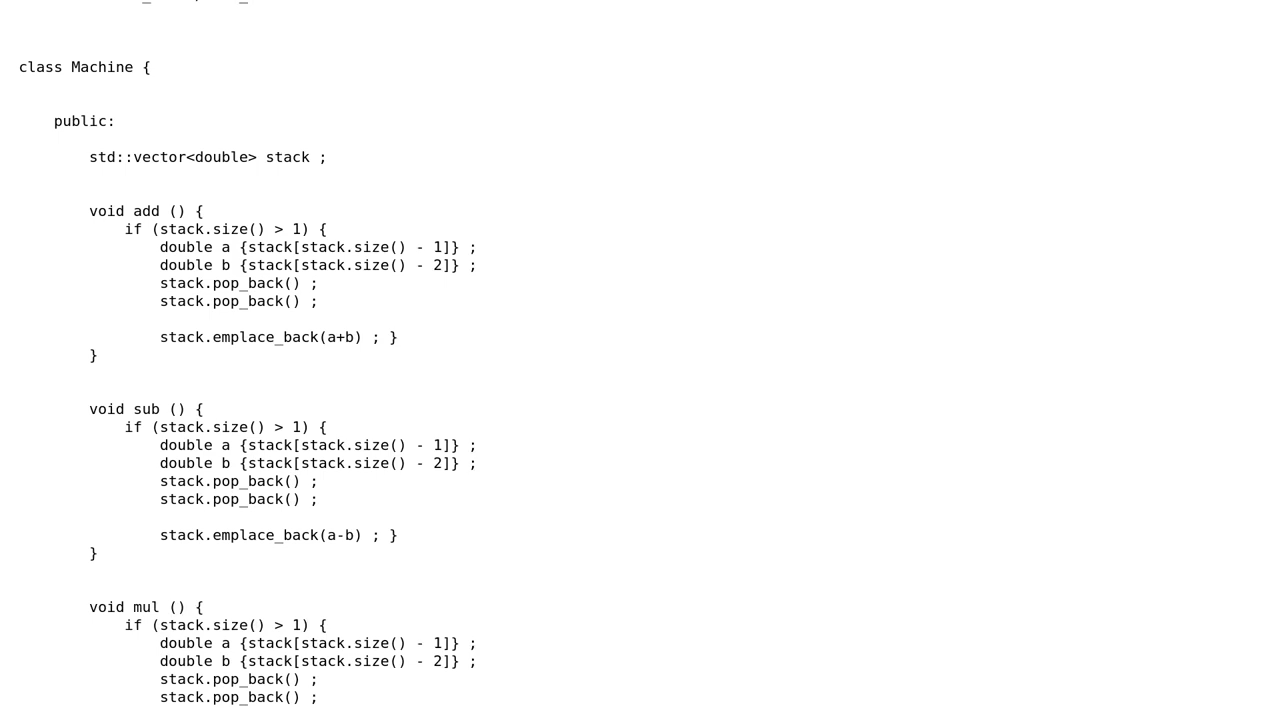 class Machine {
public:
std::vector<double> stack ;
void add () {
if (stack.size() > 1) {
double a {stack[stack.size() - 1]} ;
double b {stack[stack.size() - 2]} ;
stack.pop_back() ;
stack.pop_back() ;
stack.emplace_back(a+b) ; }
}
void sub () {
if (stack.size() > 1) {
double a {stack[stack.size() - 1]} ;
double b {stack[stack.size() - 2]} ;
stack.pop_back() ;
stack.pop_back() ;
stack.emplace_back(a-b) ; }
}
void mul () {
if (stack.size() > 1) {
double a {stack[stack.size() - 1]} ;
double b {stack[stack.size() - 2]} ;
stack.pop_back() ;
stack.pop_back() ;